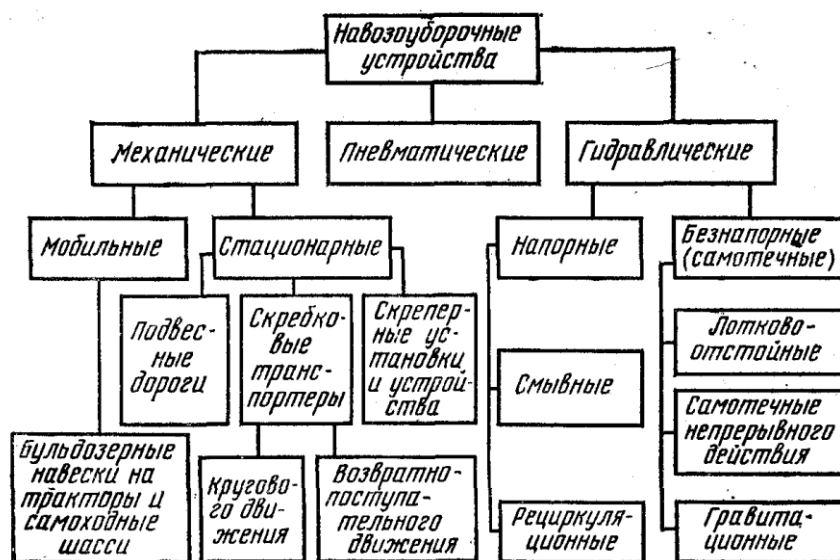 Навозоуборочные
устройства
Механические
Пневматические
Гидравлические
Мобильные
Стационарные
Напорные
Безнапорные
(самотечные)
Подвес-
ные
дороги
Скребко-
вые
транс-
портеры
Скрепер-
ные ус-
тановки
и устрой-
ства
Смывные
Лотково-
отстойные
Самотечные
непрерывного
действия
Бульдозерные
навески на
тракторы и
самоходные
шасси
Кругово-
го дви-
жения
Возвратно-
поступа-
тельного
движения
Рециркуля-
ционные
Гравита-
ционные